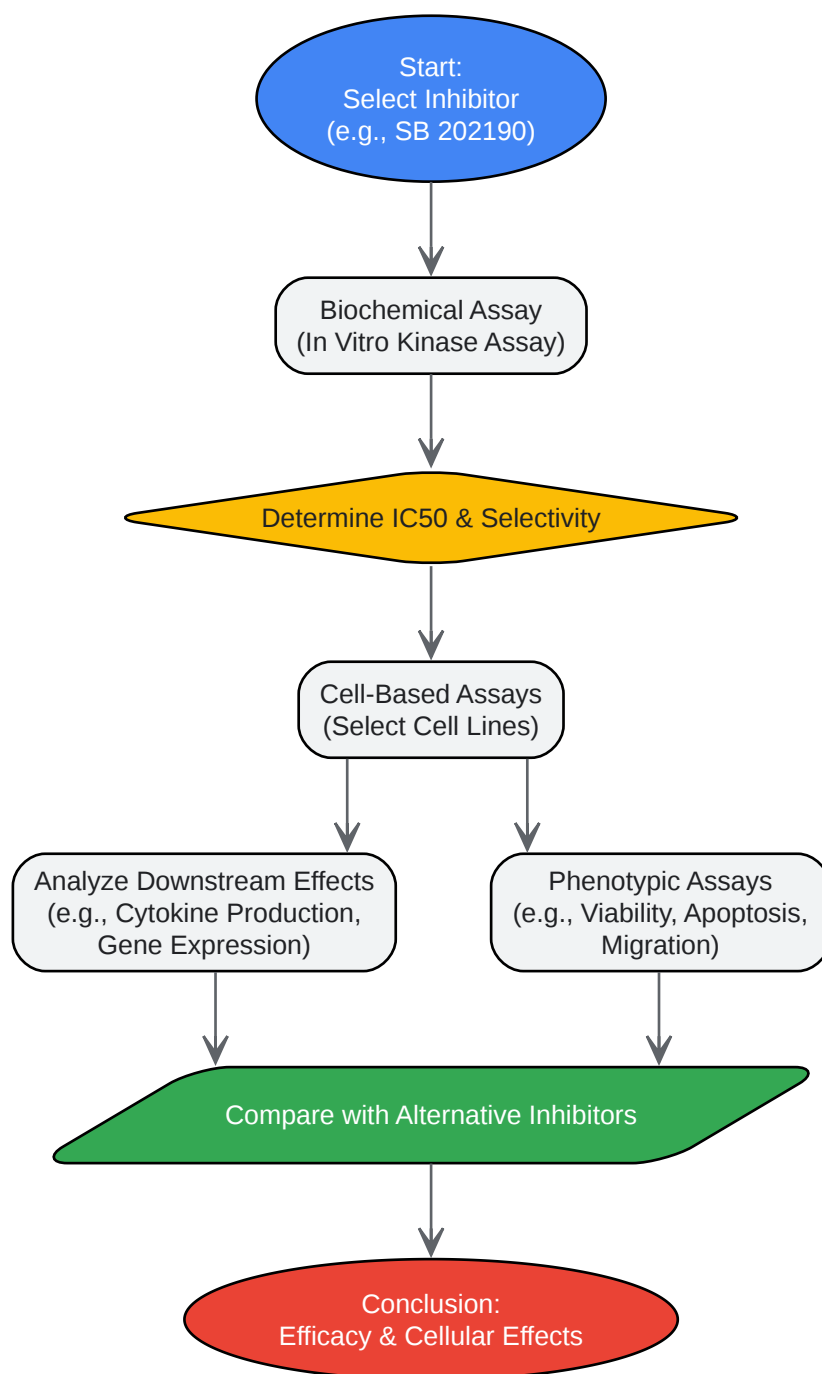 Start:
Select Inhibitor
(e.g., SB 202190)
Biochemical Assay
(In Vitro Kinase Assay)
Determine IC50 & Selectivity
Cell-Based Assays
(Select Cell Lines)
Analyze Downstream Effects
(e.g., Cytokine Production,
Gene Expression)
Phenotypic Assays
(e.g., Viability, Apoptosis,
Migration)
Compare with Alternative Inhibitors
Conclusion:
Efficacy & Cellular Effects